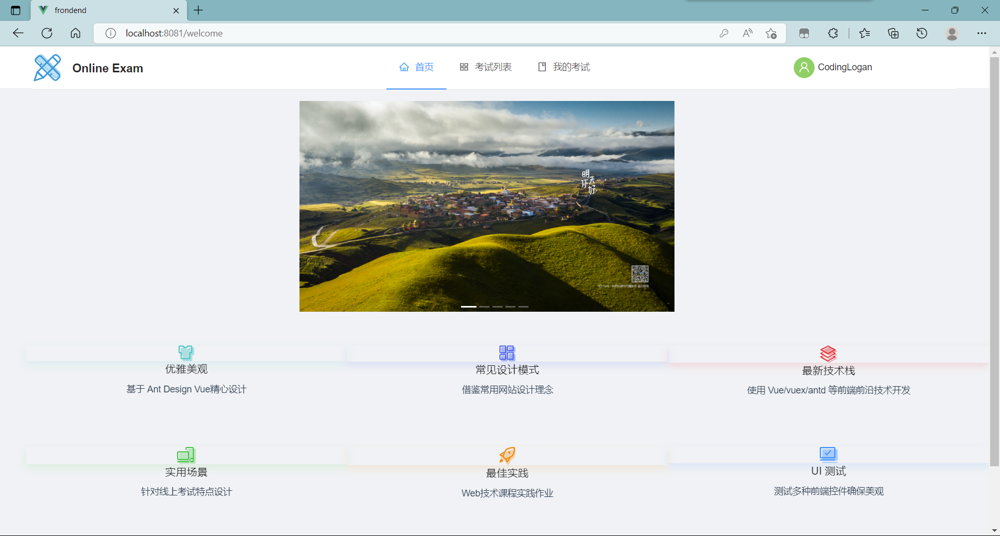 frondend
localhost:8081/welcome
Online Exam
首页
考试列表
我的考试
CodingLogan
明天
你好
优雅美观
常见设计模式
最新技术栈
基于 Ant Design Vue精心设计
借鉴常用网站设计理念
使用 Vue/vuex/antd 等前端前沿技术开发
实用场景
最佳实践
UI 测试
针对线上考试特点设计
Web技术课程实践作业
测试多种前端控件确保美观